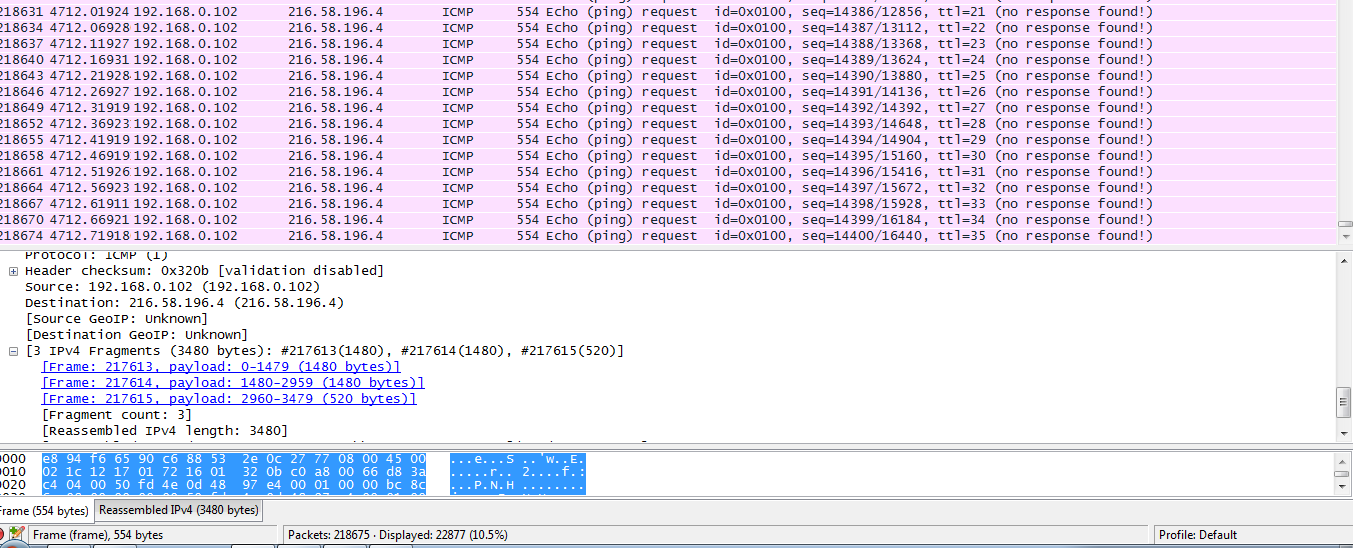 218631 4712.01924 192.168.0.102 216.58.196.4 ICMP 554 Echo (ping) request id=0x0100, seq=14386/12856, ttl=21 (no response found!)
218634 4712.06928 192.168.0.102 216.58.196.4 ICMP 554 Echo (ping) request id=0x0100, seq=14387/13112, ttl=22 (no response found!)
218637 4712.11927 192.168.0.102 216.58.196.4 ICMP 554 Echo (ping) request id=0x0100, seq=14388/13368, ttl=23 (no response found!)
218640 4712.16931 192.168.0.102 216.58.196.4 ICMP 554 Echo (ping) request id=0x0100, seq=14389/13624, ttl=24 (no response found!)
218643 4712.21928 192.168.0.102 216.58.196.4 ICMP 554 Echo (ping) request id=0x0100, seq=14390/13880, ttl=25 (no response found!)
218646 4712.26927 192.168.0.102 216.58.196.4 ICMP 554 Echo (ping) request id=0x0100, seq=14391/14136, ttl=26 (no response found!)
218649 4712.31919 192.168.0.102 216.58.196.4 ICMP 554 Echo (ping) request id=0x0100, seq=14392/14392, ttl=27 (no response found!)
218652 4712.36923 192.168.0.102 216.58.196.4 ICMP 554 Echo (ping) request id=0x0100, seq=14393/14648, ttl=28 (no response found!)
218655 4712.41919 192.168.0.102 216.58.196.4 ICMP 554 Echo (ping) request id=0x0100, seq=14394/14904, ttl=29 (no response found!)
218658 4712.46919 192.168.0.102 216.58.196.4 ICMP 554 Echo (ping) request id=0x0100, seq=14395/15160, ttl=30 (no response found!)
218661 4712.51926 192.168.0.102 216.58.196.4 ICMP 554 Echo (ping) request id=0x0100, seq=14396/15416, ttl=31 (no response found!)
218664 4712.56923 192.168.0.102 216.58.196.4 ICMP 554 Echo (ping) request id=0x0100, seq=14397/15672, ttl=32 (no response found!)
218667 4712.61911 192.168.0.102 216.58.196.4 ICMP 554 Echo (ping) request id=0x0100, seq=14398/15928, ttl=33 (no response found!)
218670 4712.66921 192.168.0.102 216.58.196.4 ICMP 554 Echo (ping) request id=0x0100, seq=14399/16184, ttl=34 (no response found!)
218674 4712.71918 192.168.0.102 216.58.196.4 ICMP 554 Echo (ping) request id=0x0100, seq=14400/16440, ttl=35 (no response found!)
Protocol: ICMP (1)
Header checksum: 0x320b [validation disabled]
Source: 192.168.0.102 (192.168.0.102)
Destination: 216.58.196.4 (216.58.196.4)
[Source GeoIP: Unknown]
[Destination GeoIP: Unknown]
[3 IPv4 Fragments (3480 bytes): #217613(1480), #217614(1480), #217615(520)]
[Frame: 217613, payload: 0-1479 (1480 bytes)]
[Frame: 217614, payload: 1480-2959 (1480 bytes)]
[Frame: 217615, payload: 2960-3479 (520 bytes)]
[Fragment count: 3]
[Reassembled IPv4 length: 3480]
0000 e8 94 f6 65 90 c6 88 53 2e 0c 27 77 08 00 45 00 ...e...S ..'w..E.
0010 02 1c 12 17 01 72 16 01 32 0b c0 a8 00 66 d8 3a .....r.. 2....f.:
0020 c4 04 00 50 fd 4e 0d 48 97 e4 00 01 00 00 bc 8c ...P.N.H ........
Frame (554 bytes) Reassembled IPv4 (3480 bytes)
Frame (frame), 554 bytes Packets: 218675 · Displayed: 22877 (10.5%) Profile: Default